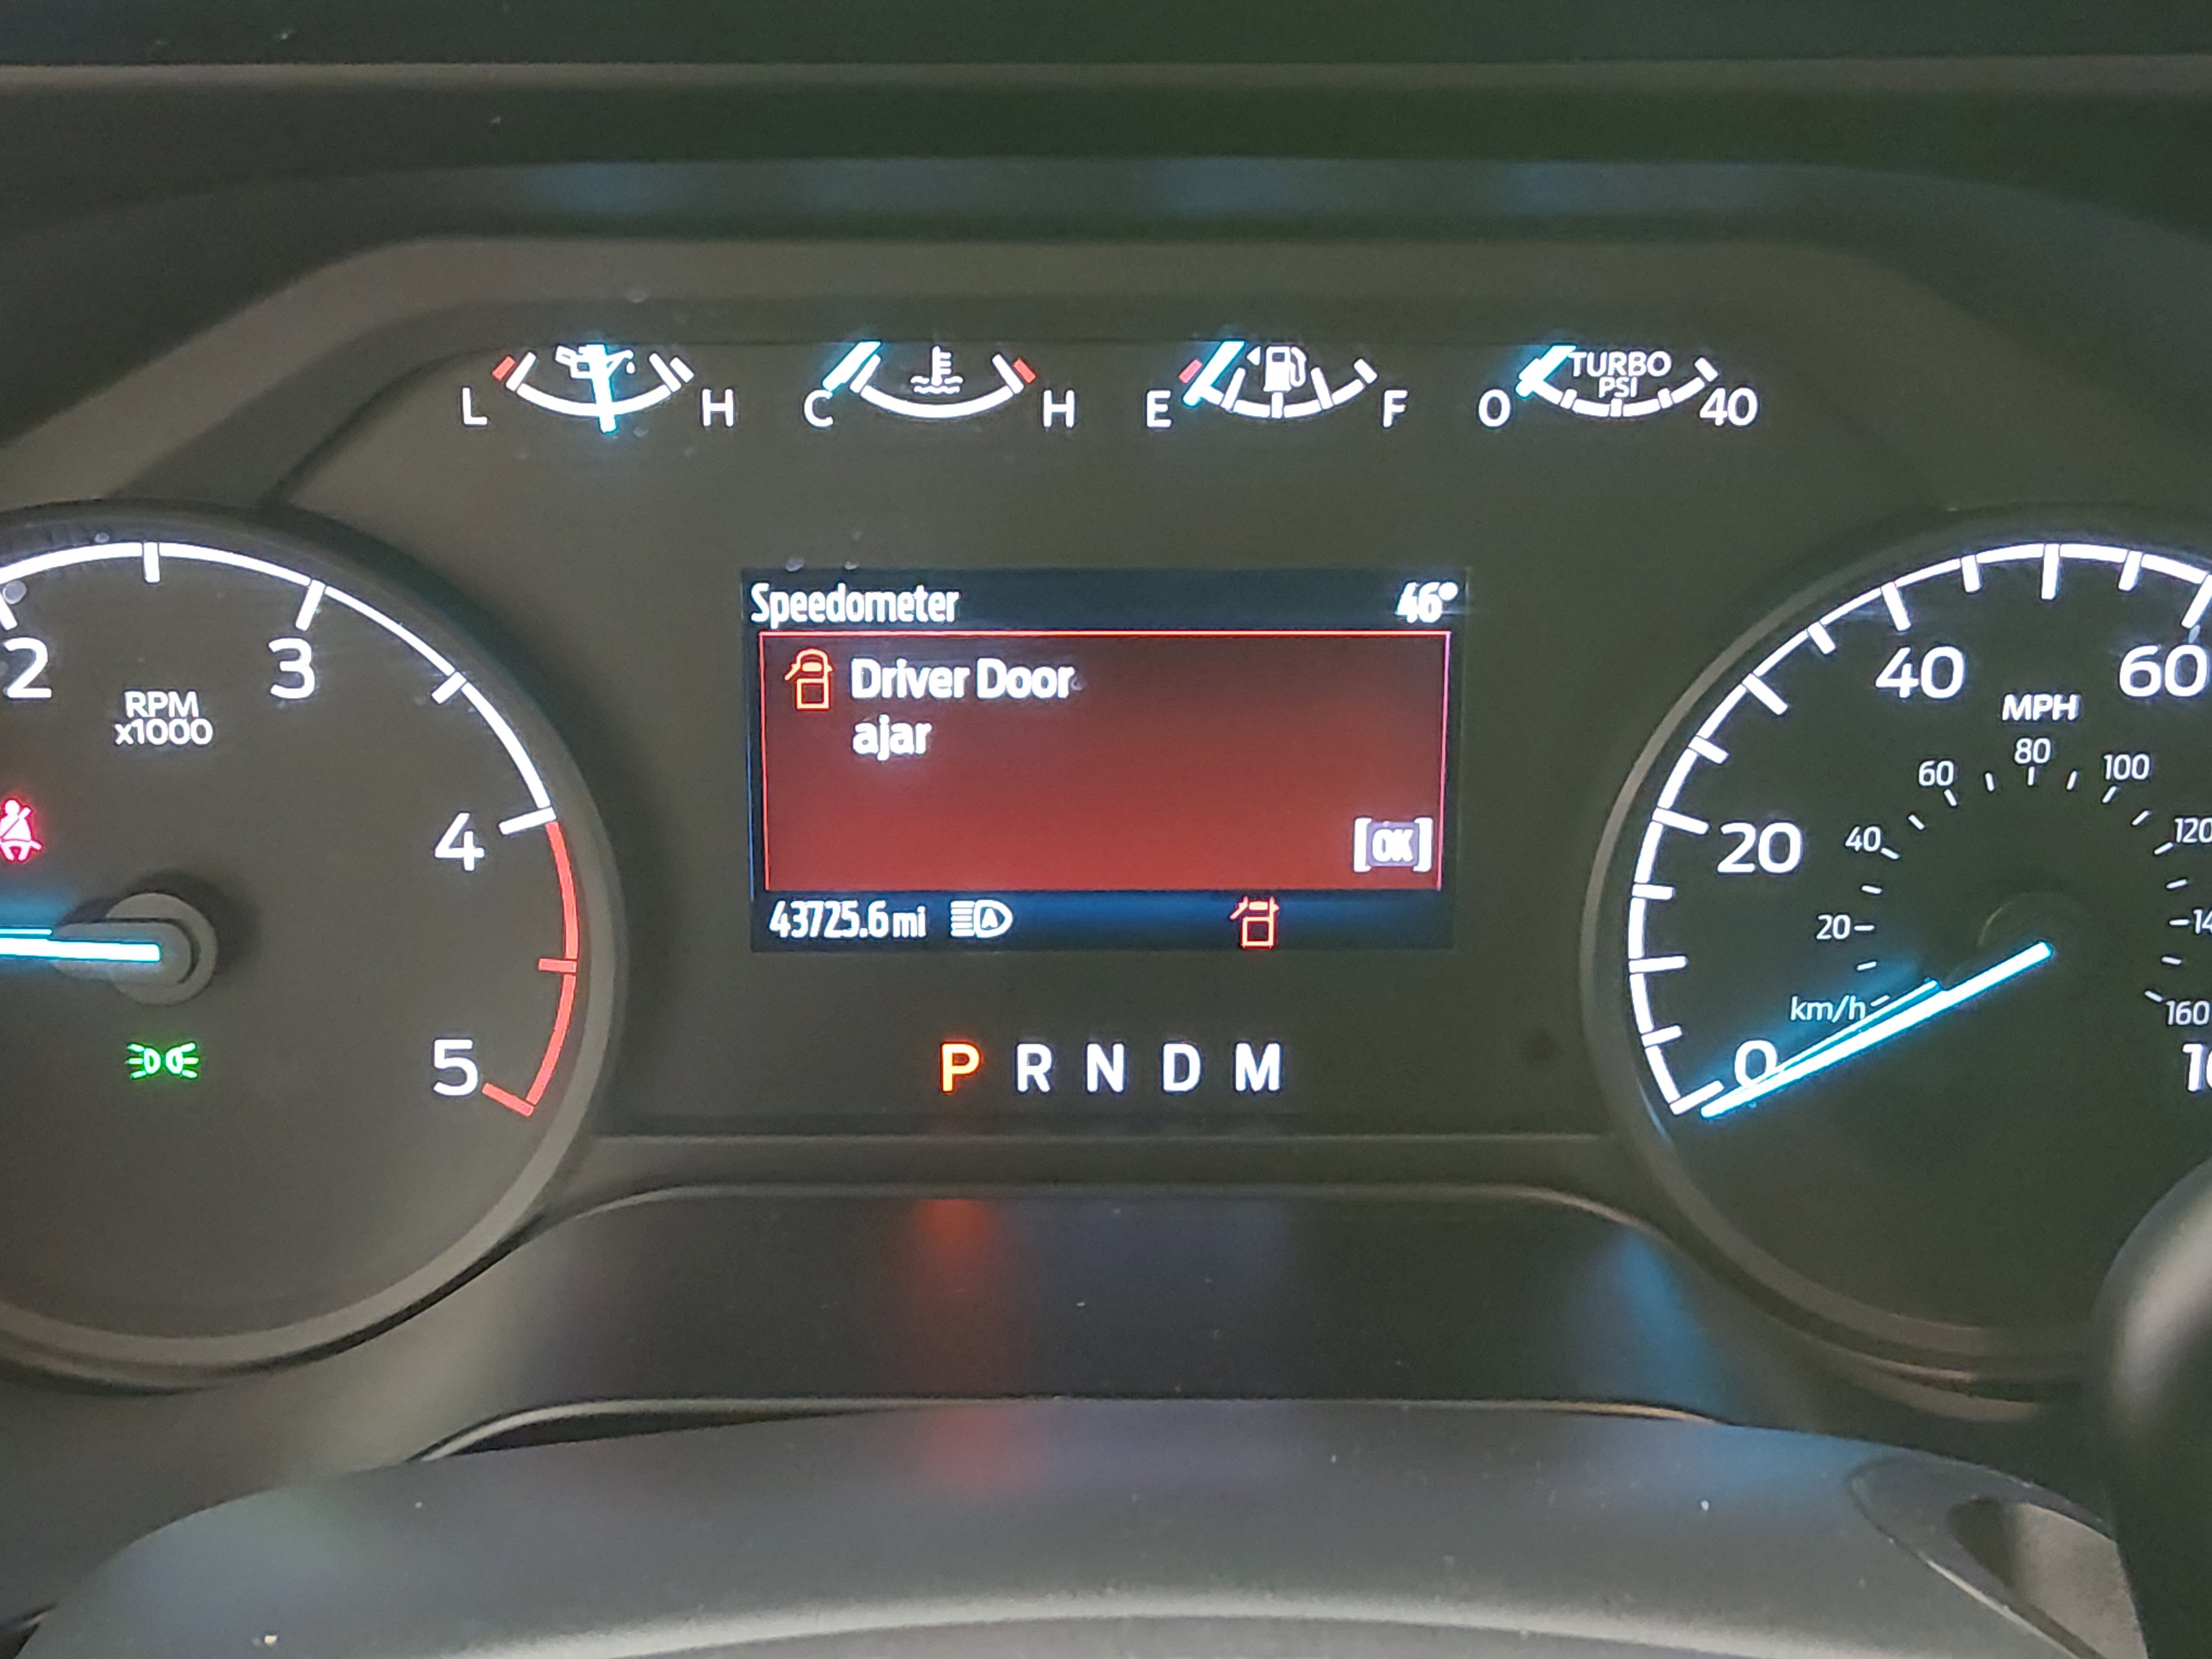 L H C H E F 0 TURBO PSI 40
Speedometer 46°
Driver Door
ajar
[OK]
43725.6 mi A
P R N D M
2 3 4 5
RPM
x1000
0 20 40 60
MPH
km/h 20 40 60 80 100 120
160